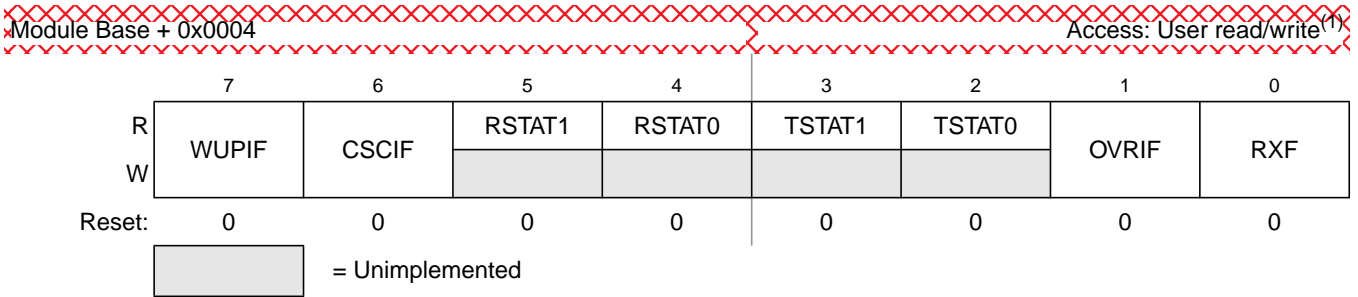 Module Base + 0x0004 Access: User read/write(1)
7 6 5 4 3 2 1 0
R WUPIF CSCIF RSTAT1 RSTAT0 TSTAT1 TSTAT0 OVRIF RXF
W
Reset: 0 0 0 0 0 0 0 0
= Unimplemented